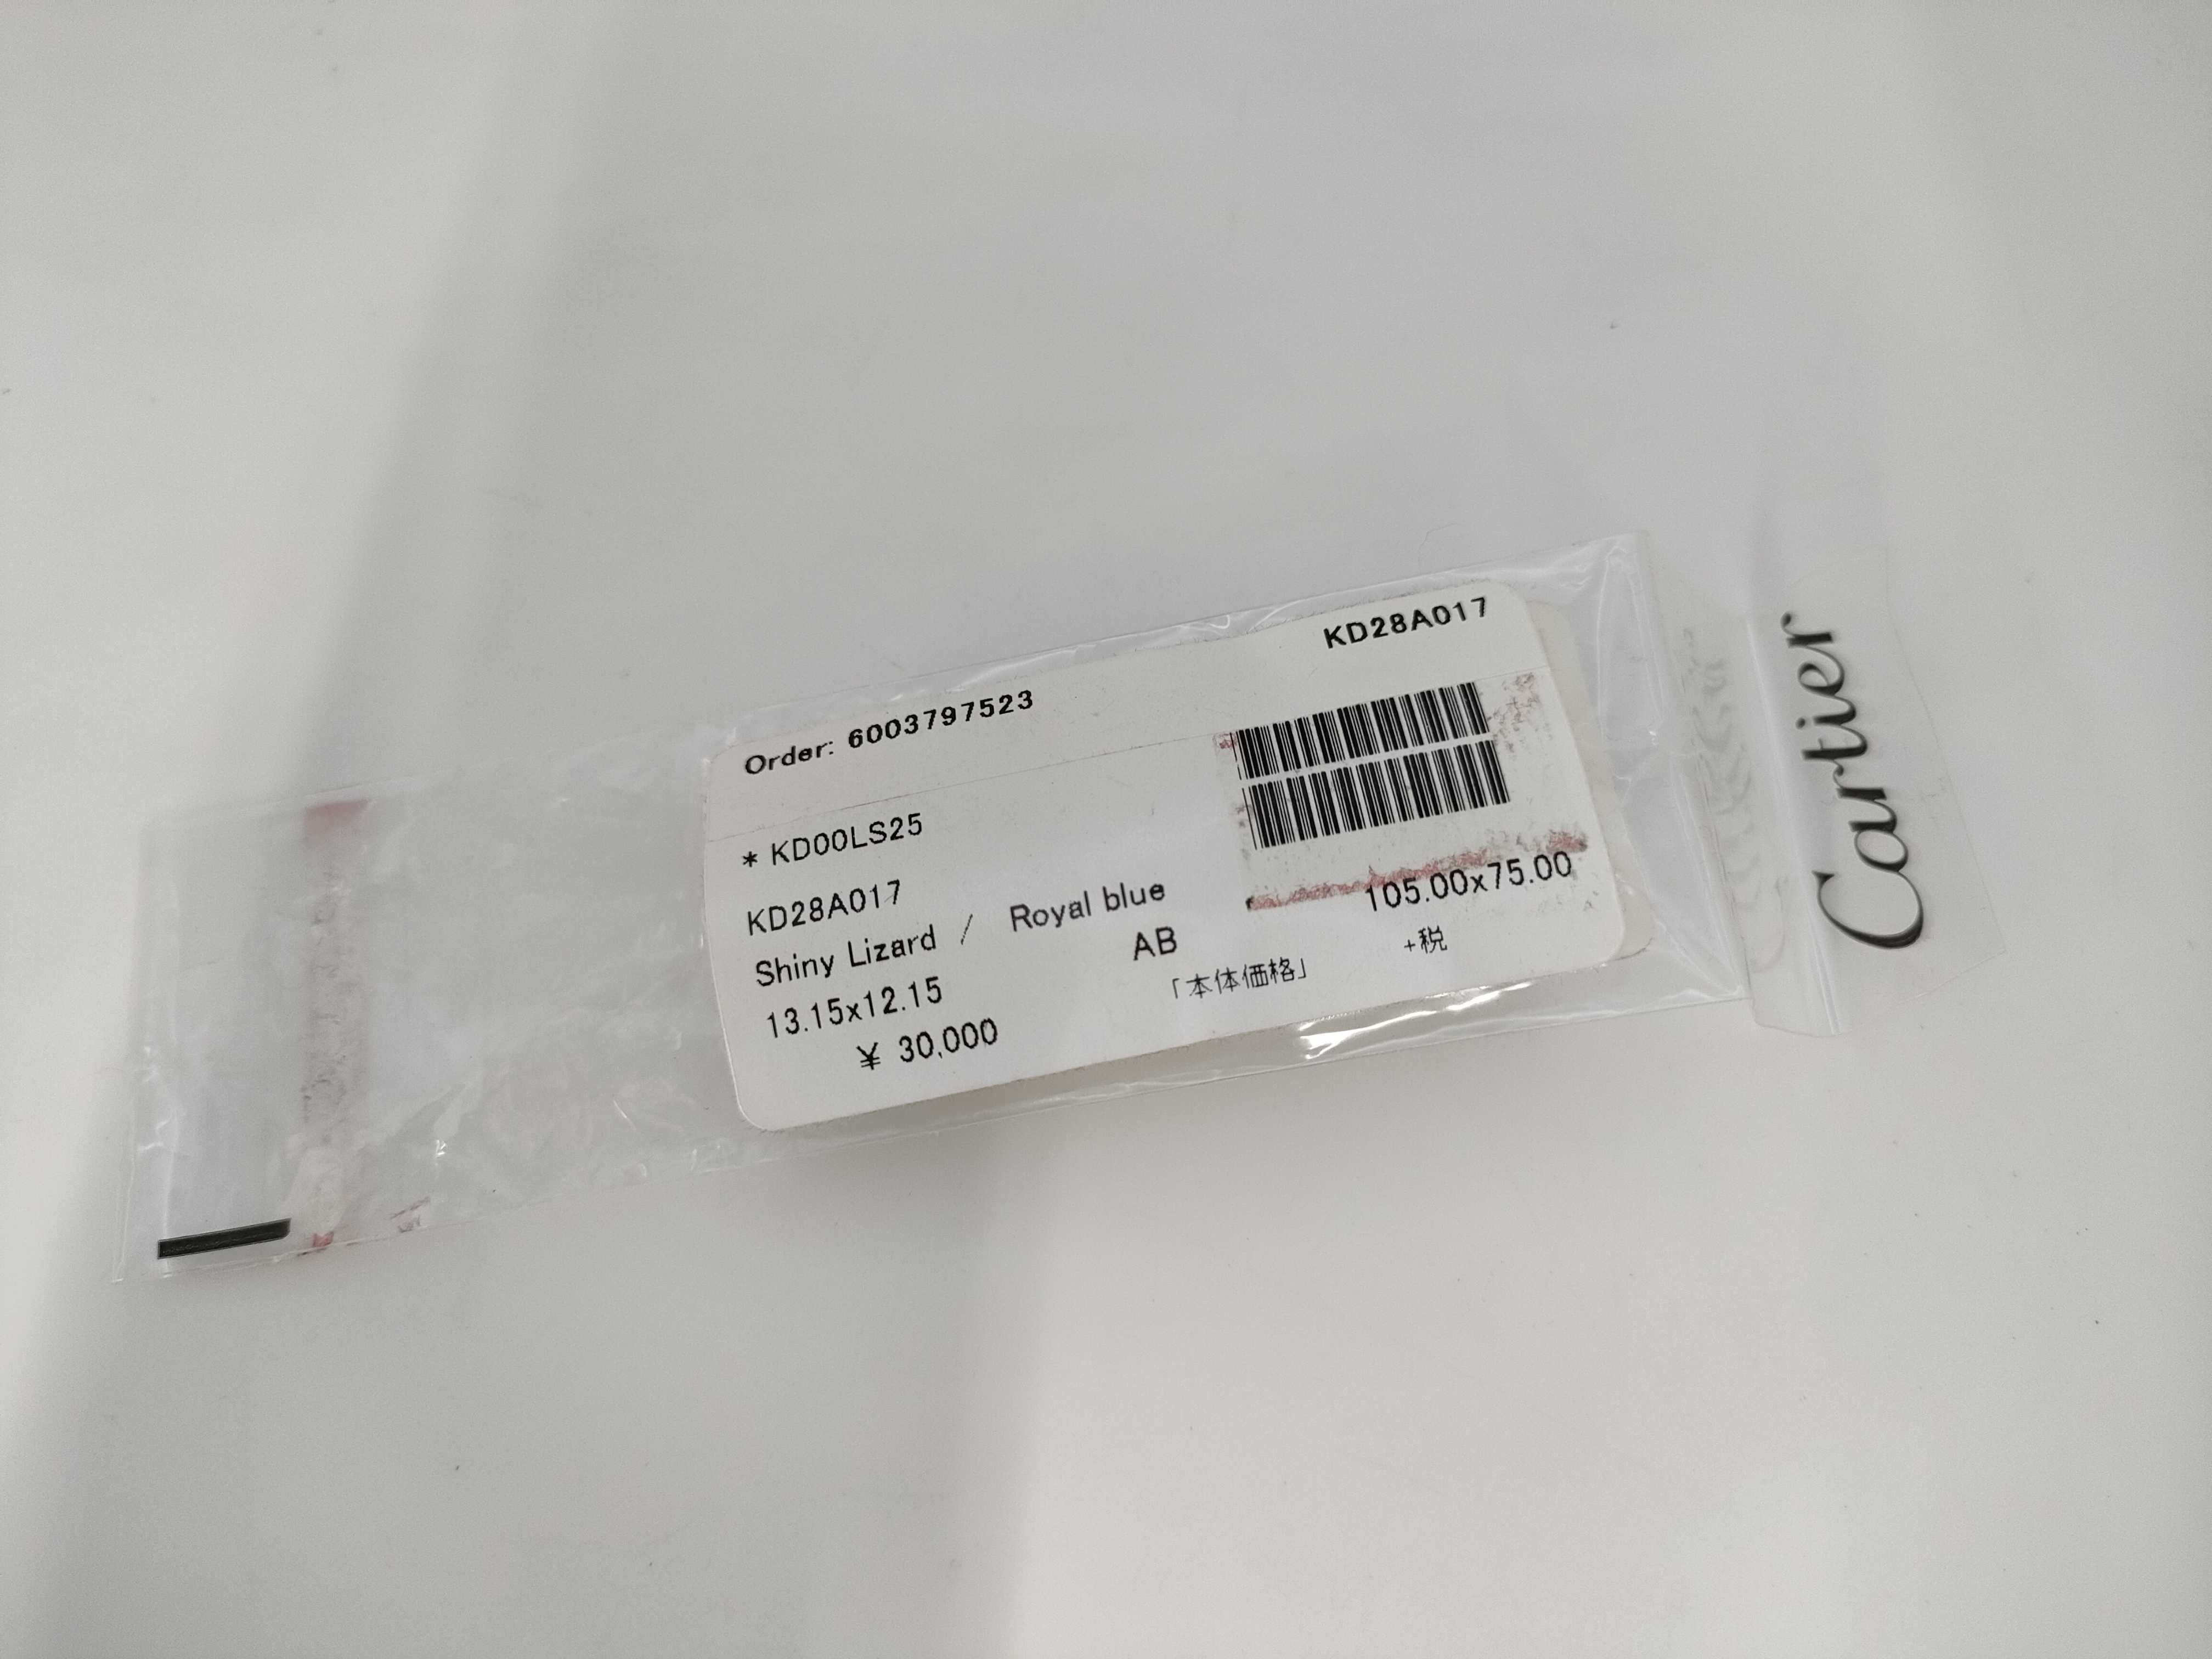 KD28A017
Order: 6003797523
* KD00LS25
KD28A017
Shiny Lizard / Royal blue
13.15x12.15 AB 105.00x75.00
¥ 30,000 「本体価格」 +税
Cartier